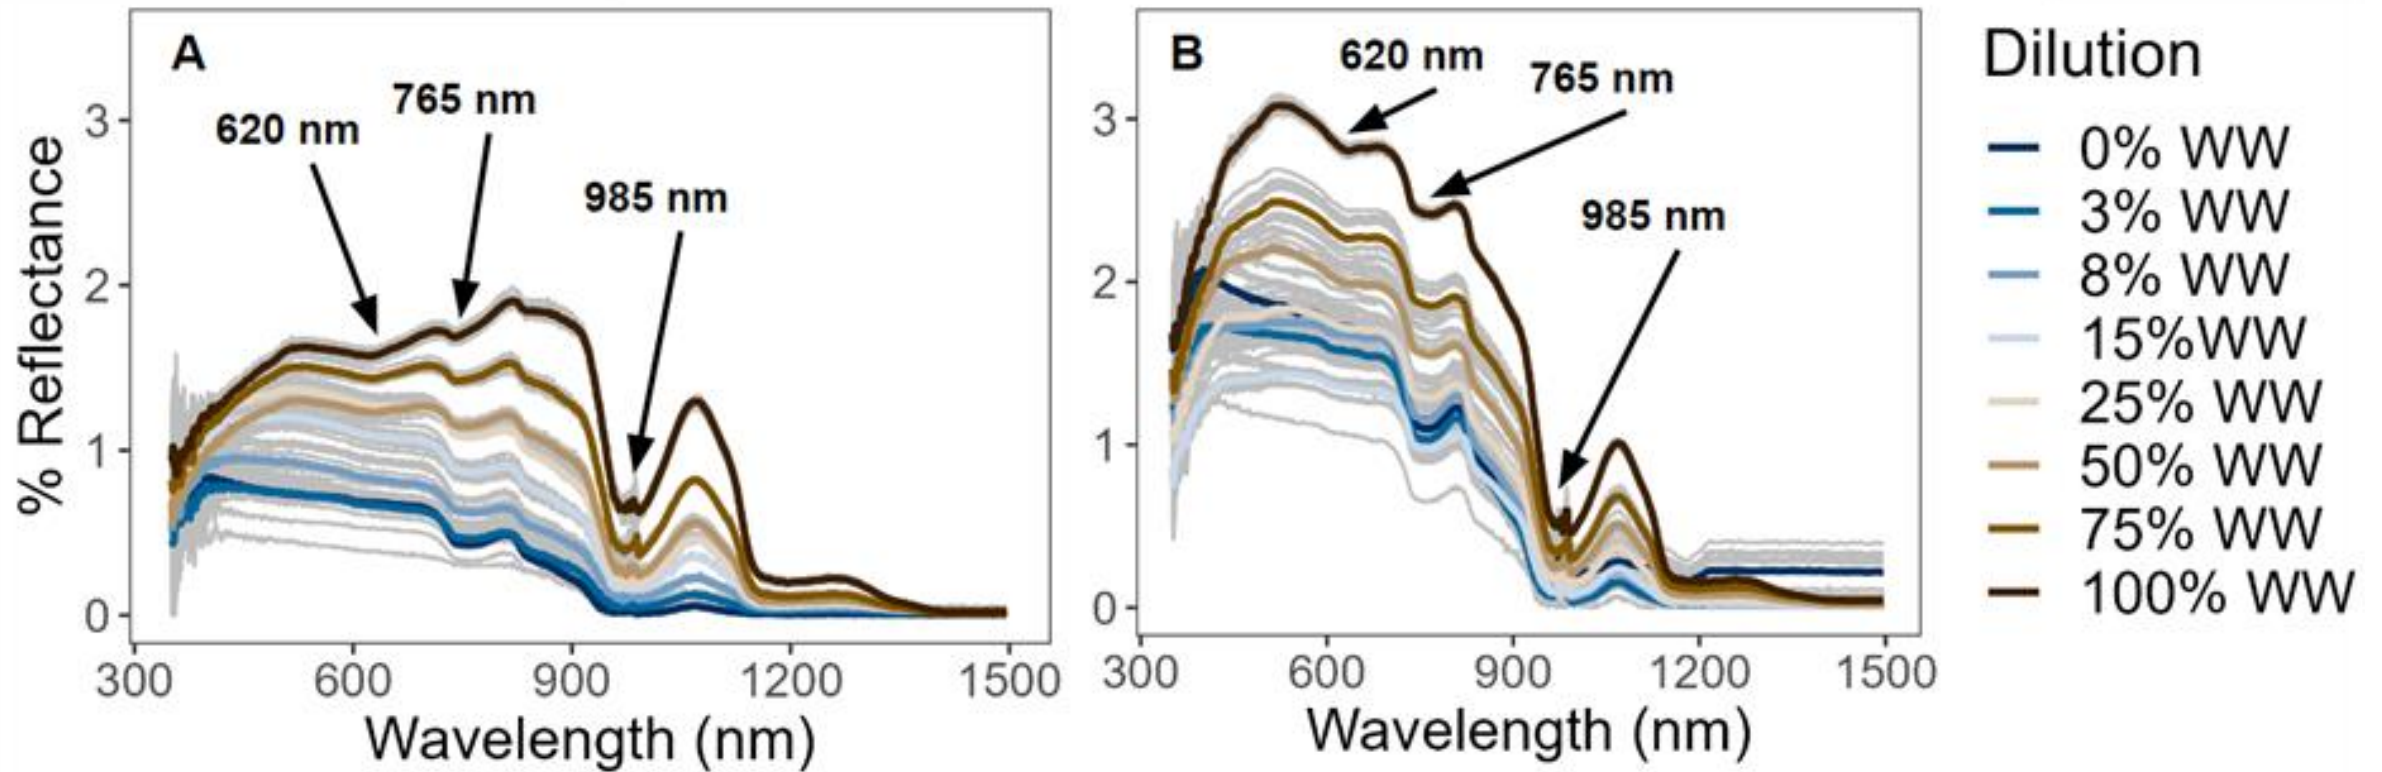 A
620 nm
765 nm
985 nm
% Reflectance
3
2
1
0
300 600 900 1200 1500
Wavelength (nm)
B
620 nm
765 nm
985 nm
3
2
1
0
300 600 900 1200 1500
Wavelength (nm)
Dilution
0% WW
3% WW
8% WW
15%WW
25% WW
50% WW
75% WW
100% WW